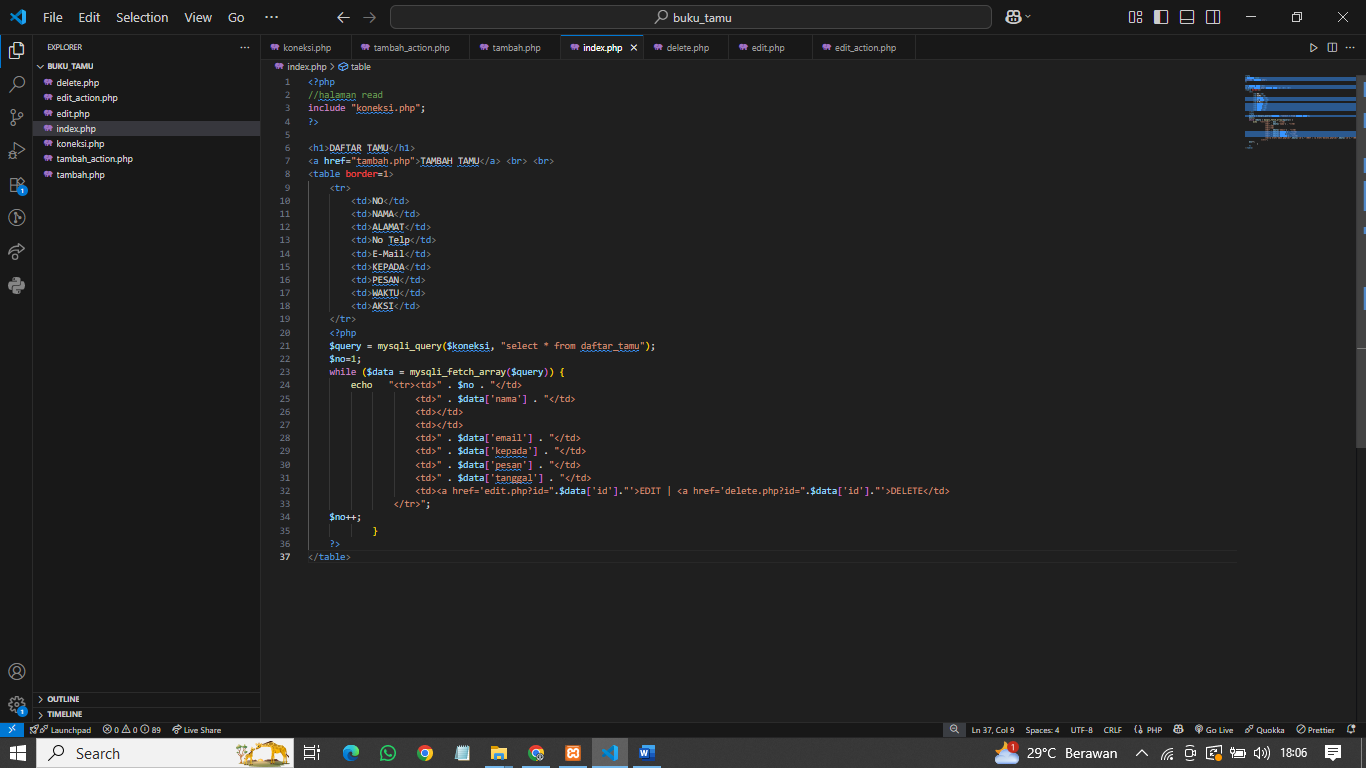 File Edit Selection View Go ··· buku_tamu
EXPLORER ···
BUKU_TAMU
delete.php
edit_action.php
edit.php
index.php
koneksi.php
tambah_action.php
tambah.php
OUTLINE
TIMELINE
koneksi.php tambah_action.php tambah.php index.php delete.php edit.php edit_action.php
index.php > table
1 <?php
2 //halaman read
3 include "koneksi.php";
4 ?>
5
6 <h1>DAFTAR TAMU</h1>
7 <a href="tambah.php">TAMBAH TAMU</a> <br> <br>
8 <table border=1>
9 <tr>
10 <td>NO</td>
11 <td>NAMA</td>
12 <td>ALAMAT</td>
13 <td>No Telp</td>
14 <td>E-Mail</td>
15 <td>KEPADA</td>
16 <td>PESAN</td>
17 <td>WAKTU</td>
18 <td>AKSI</td>
19 </tr>
20 <?php
21 $query = mysqli_query($koneksi, "select * from daftar_tamu");
22 $no=1;
23 while ($data = mysqli_fetch_array($query)) {
24 echo "<tr><td>" . $no . "</td>
25 <td>" . $data['nama'] . "</td>
26 <td></td>
27 <td></td>
28 <td>" . $data['email'] . "</td>
29 <td>" . $data['kepada'] . "</td>
30 <td>" . $data['pesan'] . "</td>
31 <td>" . $data['tanggal'] . "</td>
32 <td><a href='edit.php?id=".$data['id']."'>EDIT | <a href='delete.php?id=".$data['id']."'>DELETE</td>
33 </tr>";
34 $no++;
35 }
36 ?>
37 </table>
Launchpad 0 0 89 Live Share Ln 37, Col 9 Spaces: 4 UTF-8 CRLF PHP Go Live Quokka Prettier
Search 29°C Berawan 18:06